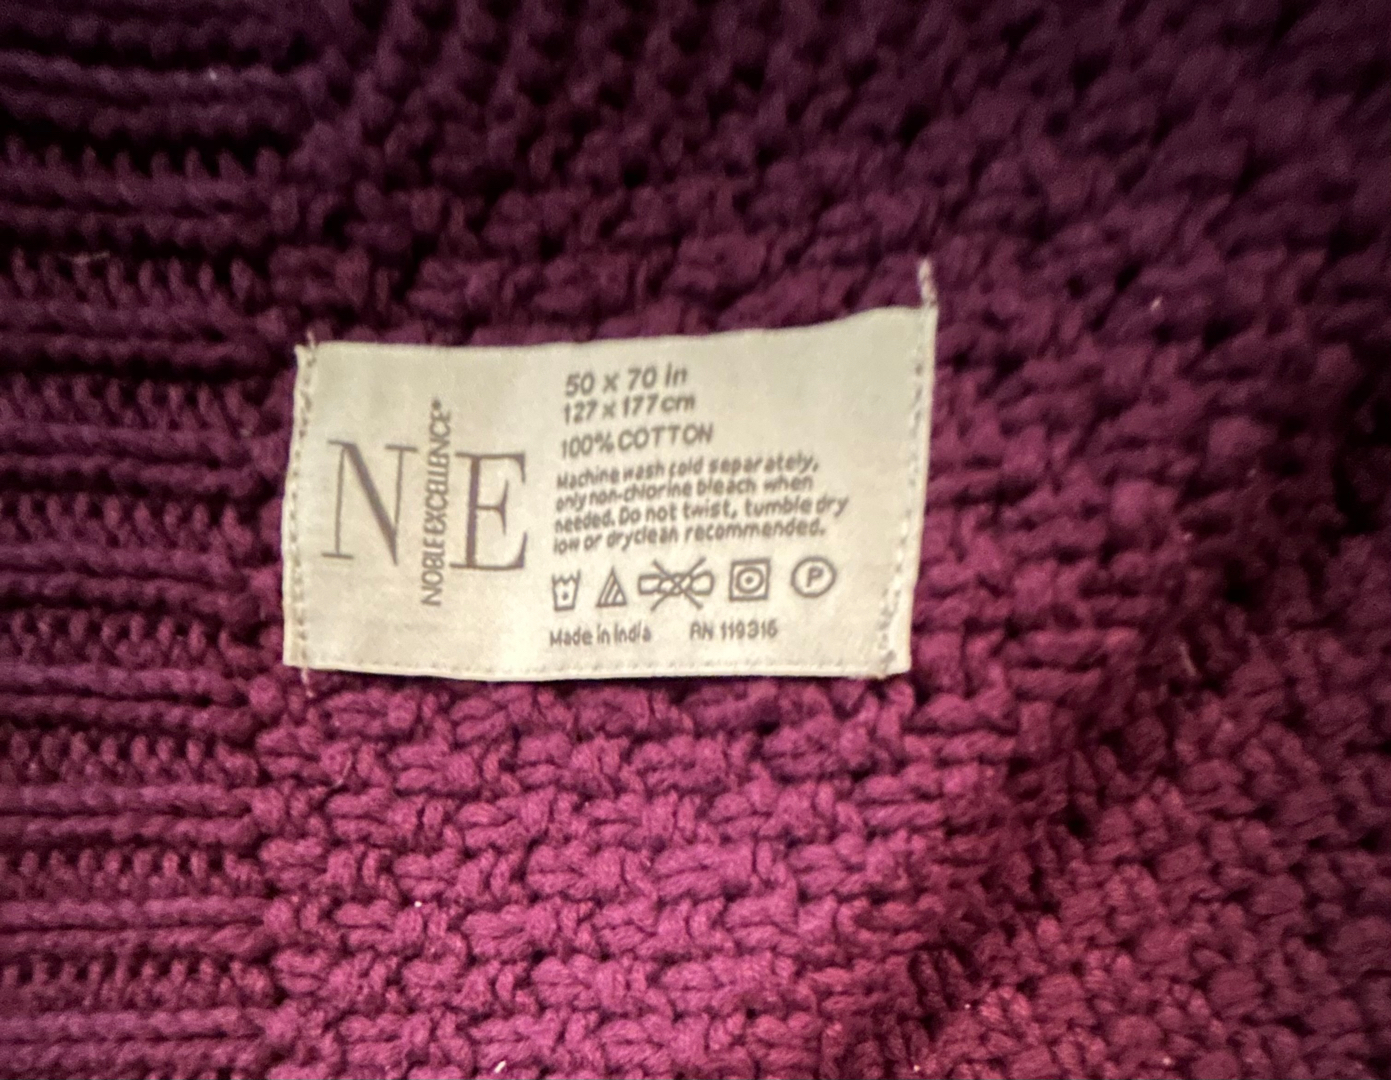 N E
NOBLE EXCELLENCE®
50 x 70 in
127 x 177 cm
100% COTTON
Machine wash cold separately,
only non-chlorine bleach when
needed. Do not twist, tumble dry
low or dryclean recommended.
P
Made in India RN 119316